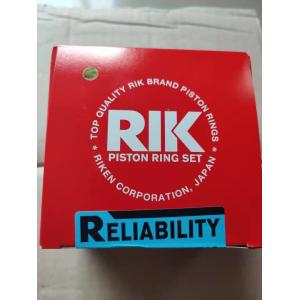 * TOP QUALITY RIK BRAND PISTON RINGS *
RIK
PISTON RING SET
RIKEN CORPORATION, JAPAN
RELIABILITY